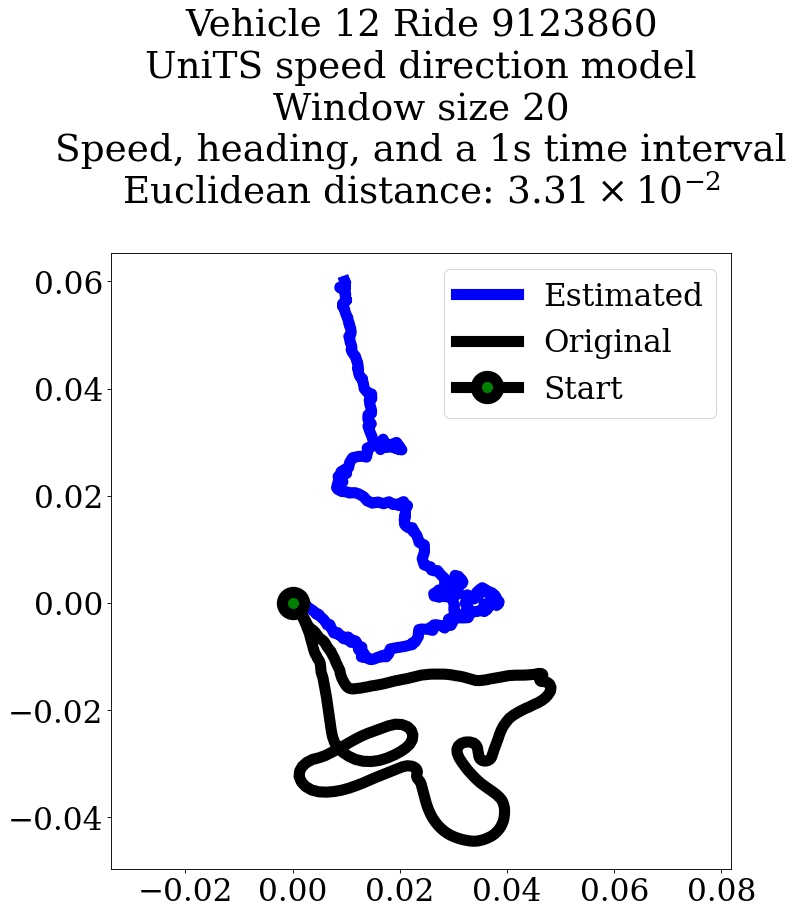 Vehicle 12 Ride 9123860
UniTS speed direction model
Window size 20
Speed, heading, and a 1s time interval
Euclidean distance: 3.31 × 10⁻²
0.06
0.04
0.02
0.00
−0.02
−0.04
Estimated
Original
Start
−0.02 0.00 0.02 0.04 0.06 0.08